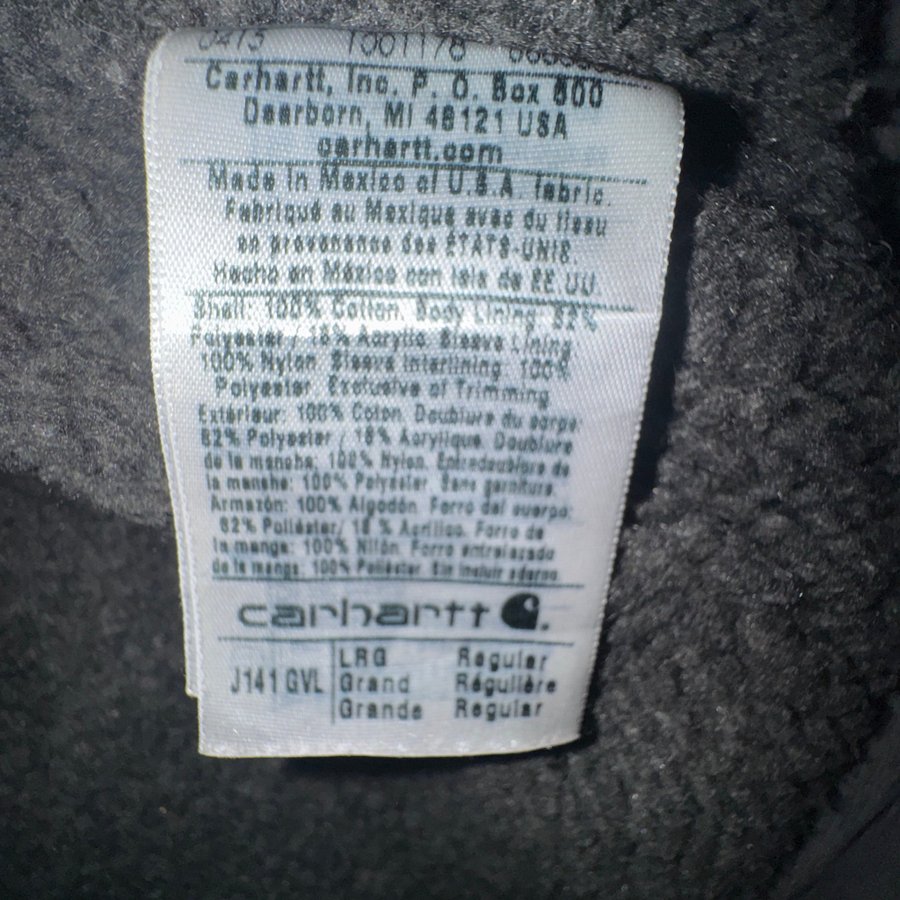 0415 1001178
Carhartt, Inc. P. O. Box 600
Dearborn, MI 48121 USA
carhartt.com
Made in Mexico of U.S.A. fabric.
Fabriqué au Mexique avec du tissu
en provenance des ÉTATS-UNIS.
Hecho en México con tela de EE.UU.
Shell: 100% Cotton. Body Lining: 82%
Polyester / 18% Acrylic. Sleeve Lining:
100% Nylon. Sleeve Interlining: 100%
Polyester. Exclusive of Trimming
Extérieur: 100% Coton. Doublure du corps:
82% Polyester / 18% Acrylique. Doublure
de la manche: 100% Nylon. Entredoublure de
la manche: 100% Polyester. Sans garniture.
Armazón: 100% Algodón. Forro del cuerpo:
82% Poliéster/ 18 % Acrílico. Forro de
la manga: 100% Nilón. Forro entrelazado
de la manga: 100% Poliéster. Sin incluir adorno.
carhartt
J141 GVL
LRG Regular
Grand Régulière
Grande Regular